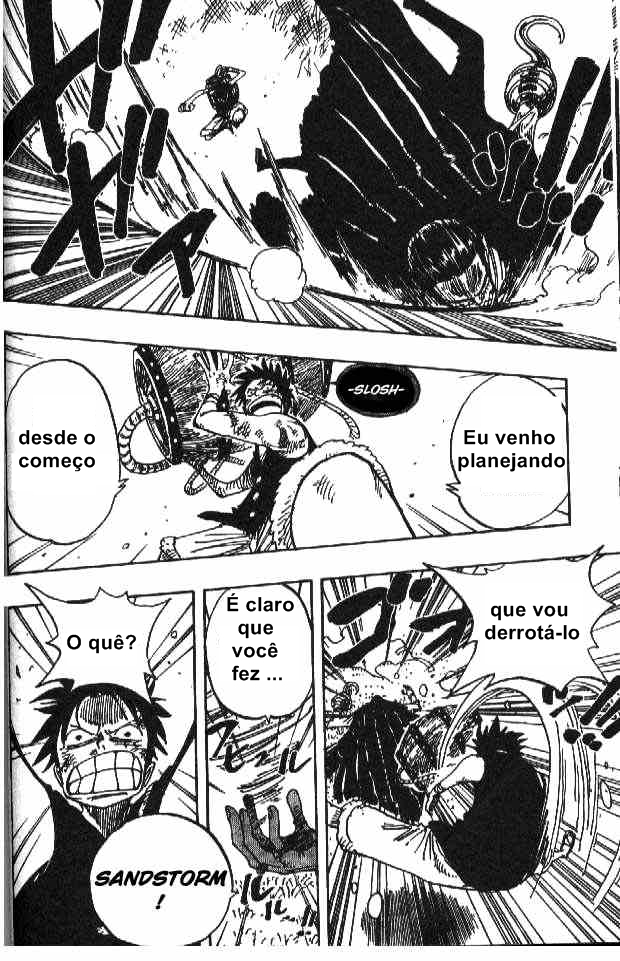 Eu venho
planejando
-SLOSH-
desde o
começo
que vou
derrotá-lo
É claro
que
você
fez ...
O quê?
SANDSTORM
!